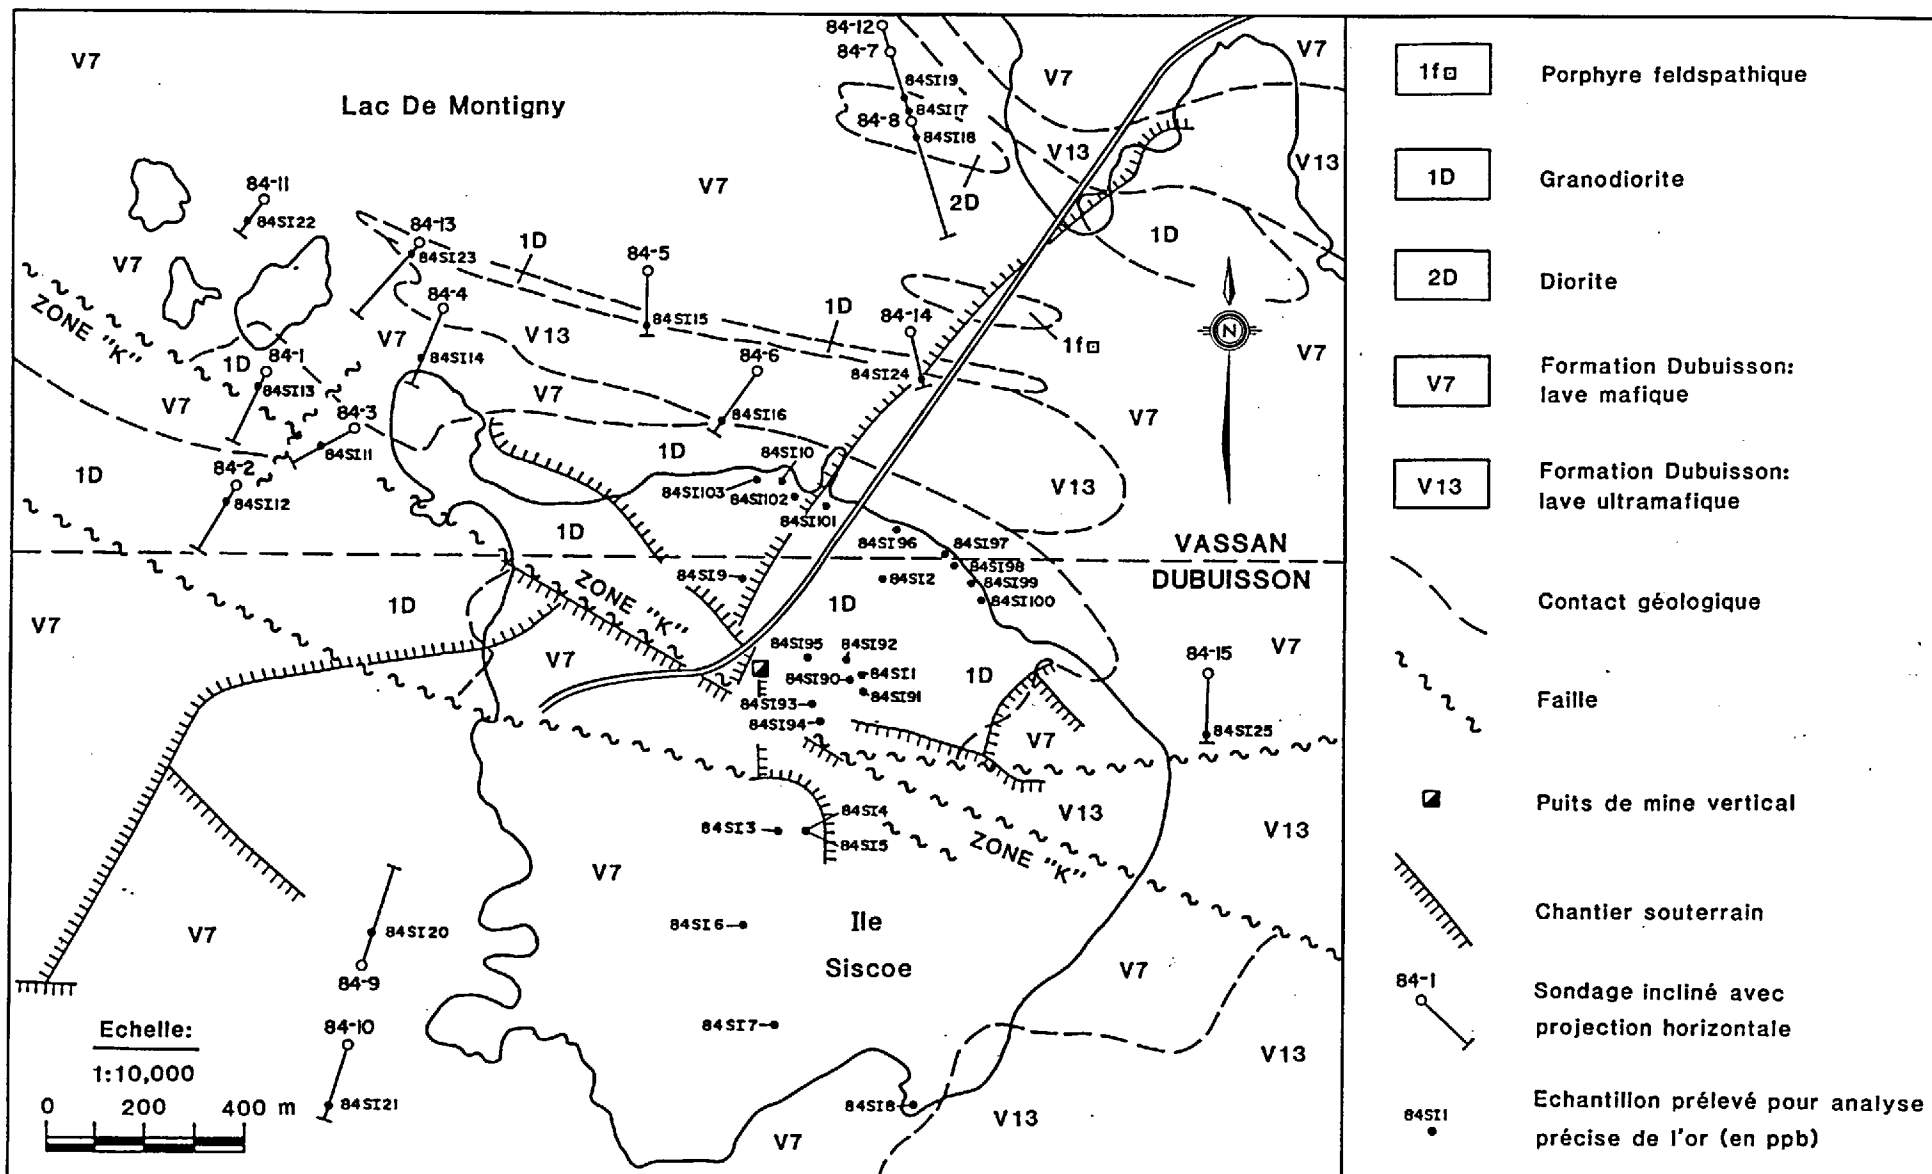 V7
Lac De Montigny
84-12
84-7
84SI19
84SI17
84-8
84SI18
V7
V7
V13
V13
V7
2D
1D
84-11
84SI22
84-13
84SI23
1D
84-5
84SI15
V7
ZONE "K"
84-4
V7
V13
84SI14
1D
84-14
84SI24
1f
N
V7
84-6
84SI16
1D
84-1
84SI13
V7
84-3
84SI11
V7
V7
1D
84-2
84SI12
1D
84SI10
84SI103
84SI102
84SI101
V13
1D
84SI96
84SI97
VASSAN
DUBUISSON
84SI98
84SI99
84SI100
84SI9
84SI2
ZONE "K"
1D
1D
V7
V7
84SI95
84SI92
84SI1
84SI90
84SI91
84SI93
84SI94
1D
V7
84-15
84SI25
V7
84SI3
84SI4
84SI5
V13
V13
ZONE "K"
V7
84SI6
Ile
Siscoe
V7
V7
84SI20
84-9
84SI7
84-10
84SI21
84SI8
V13
V13
V7
Echelle:
1:10,000
0 200 400 m
1f Porphyre feldspathique
1D Granodiorite
2D Diorite
V7 Formation Dubuisson:
lave mafique
V13 Formation Dubuisson:
lave ultramafique
Contact géologique
Faille
Puits de mine vertical
Chantier souterrain
84-1 Sondage incliné avec
projection horizontale
84SI1 Echantillon prélevé pour analyse
précise de l'or (en ppb)